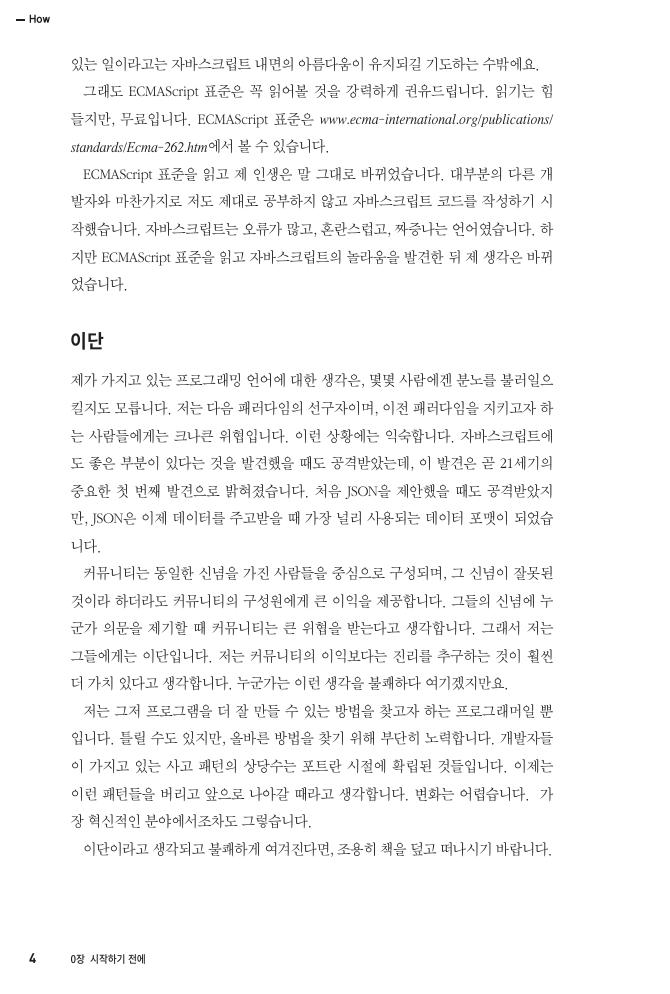 How
있는 일이라고는 자바스크립트 내면의 아름다움이 유지되길 기도하는 수밖에요.
그래도 ECMAScript 표준은 꼭 읽어볼 것을 강력하게 권유드립니다. 읽기는 힘
들지만, 무료입니다. ECMAScript 표준은 www.ecma-international.org/publications/
standards/Ecma-262.htm에서 볼 수 있습니다.
ECMAScript 표준을 읽고 제 인생은 말 그대로 바뀌었습니다. 대부분의 다른 개
발자와 마찬가지로 저도 제대로 공부하지 않고 자바스크립트 코드를 작성하기 시
작했습니다. 자바스크립트는 오류가 많고, 혼란스럽고, 짜증나는 언어였습니다. 하
지만 ECMAScript 표준을 읽고 자바스크립트의 놀라움을 발견한 뒤 제 생각은 바뀌
었습니다.
이단
제가 가지고 있는 프로그래밍 언어에 대한 생각은, 몇몇 사람에겐 분노를 불러일으
킬지도 모릅니다. 저는 다음 패러다임의 선구자이며, 이전 패러다임을 지키고자 하
는 사람들에게는 크나큰 위협입니다. 이런 상황에는 익숙합니다. 자바스크립트에
도 좋은 부분이 있다는 것을 발견했을 때도 공격받았는데, 이 발견은 곧 21세기의
중요한 첫 번째 발견으로 밝혀졌습니다. 처음 JSON을 제안했을 때도 공격받았지
만, JSON은 이제 데이터를 주고받을 때 가장 널리 사용되는 데이터 포맷이 되었습
니다.
커뮤니티는 동일한 신념을 가진 사람들을 중심으로 구성되며, 그 신념이 잘못된
것이라 하더라도 커뮤니티의 구성원에게 큰 이익을 제공합니다. 그들의 신념에 누
군가 의문을 제기할 때 커뮤니티는 큰 위협을 받는다고 생각합니다. 그래서 저는
그들에게는 이단입니다. 저는 커뮤니티의 이익보다는 진리를 추구하는 것이 훨씬
더 가치 있다고 생각합니다. 누군가는 이런 생각을 불쾌하다 여기겠지만요.
저는 그저 프로그램을 더 잘 만들 수 있는 방법을 찾고자 하는 프로그래머일 뿐
입니다. 틀릴 수도 있지만, 올바른 방법을 찾기 위해 부단히 노력합니다. 개발자들
이 가지고 있는 사고 패턴의 상당수는 포트란 시절에 확립된 것들입니다. 이제는
이런 패턴들을 버리고 앞으로 나아갈 때라고 생각합니다. 변화는 어렵습니다. 가
장 혁신적인 분야에서조차도 그렇습니다.
이단이라고 생각되고 불쾌하게 여겨진다면, 조용히 책을 덮고 떠나시기 바랍니다.
4 0장 시작하기 전에